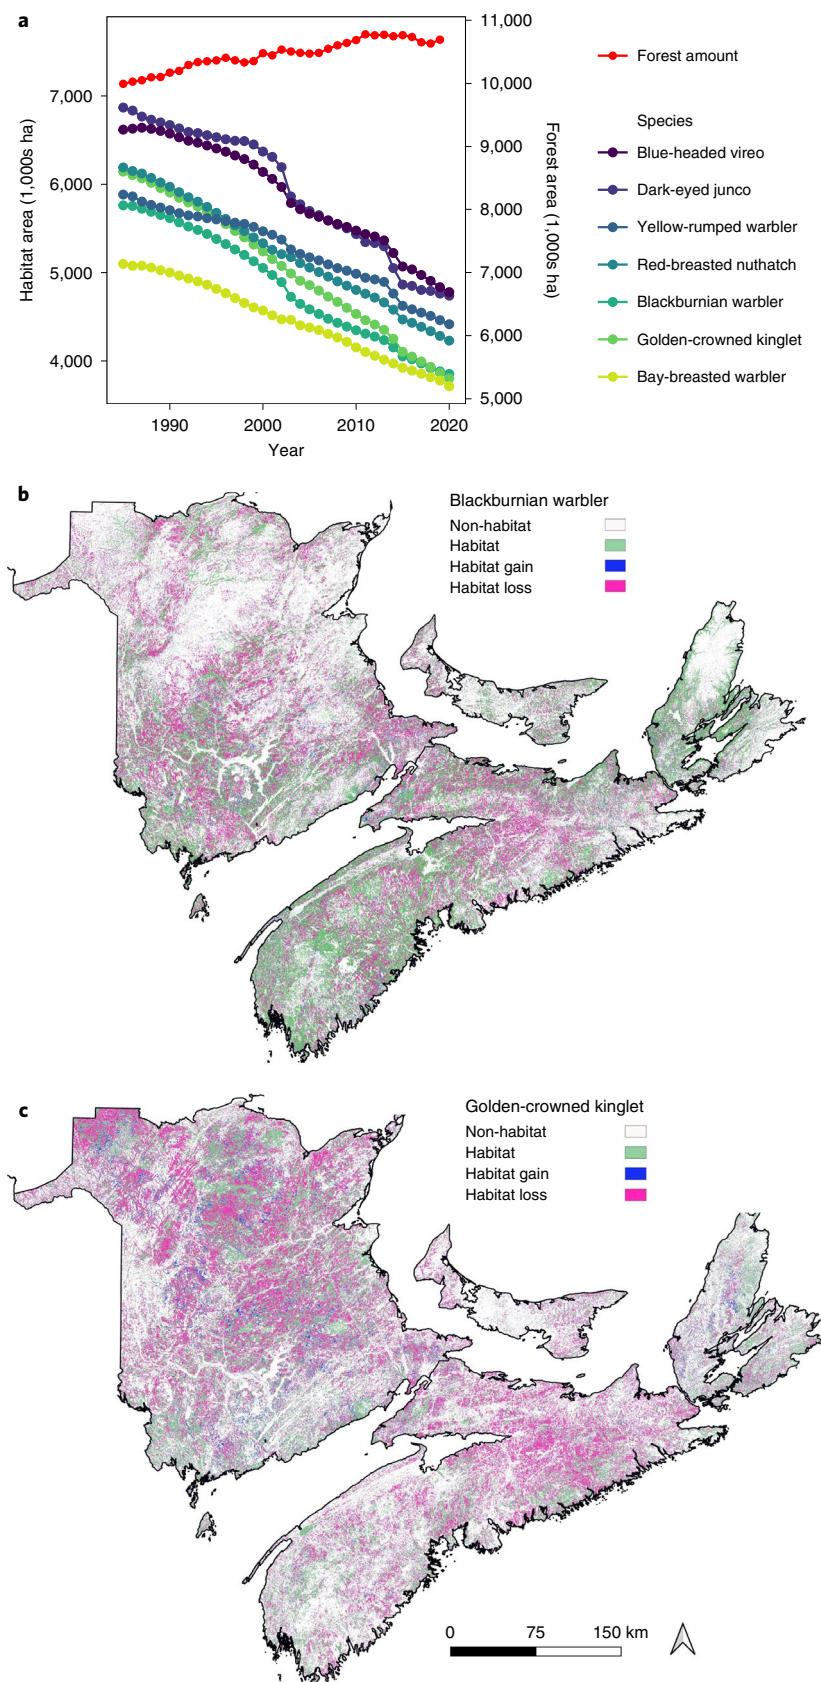 a
11,000
10,000
9,000
8,000
7,000
6,000
5,000
Forest area (1,000s ha)
7,000
6,000
5,000
4,000
Habitat area (1,000s ha)
1990
2000
2010
2020
Year
Forest amount
Species
Blue-headed vireo
Dark-eyed junco
Yellow-rumped warbler
Red-breasted nuthatch
Blackburnian warbler
Golden-crowned kinglet
Bay-breasted warbler
b
Blackburnian warbler
Non-habitat
Habitat
Habitat gain
Habitat loss
c
Golden-crowned kinglet
Non-habitat
Habitat
Habitat gain
Habitat loss
0 75 150 km